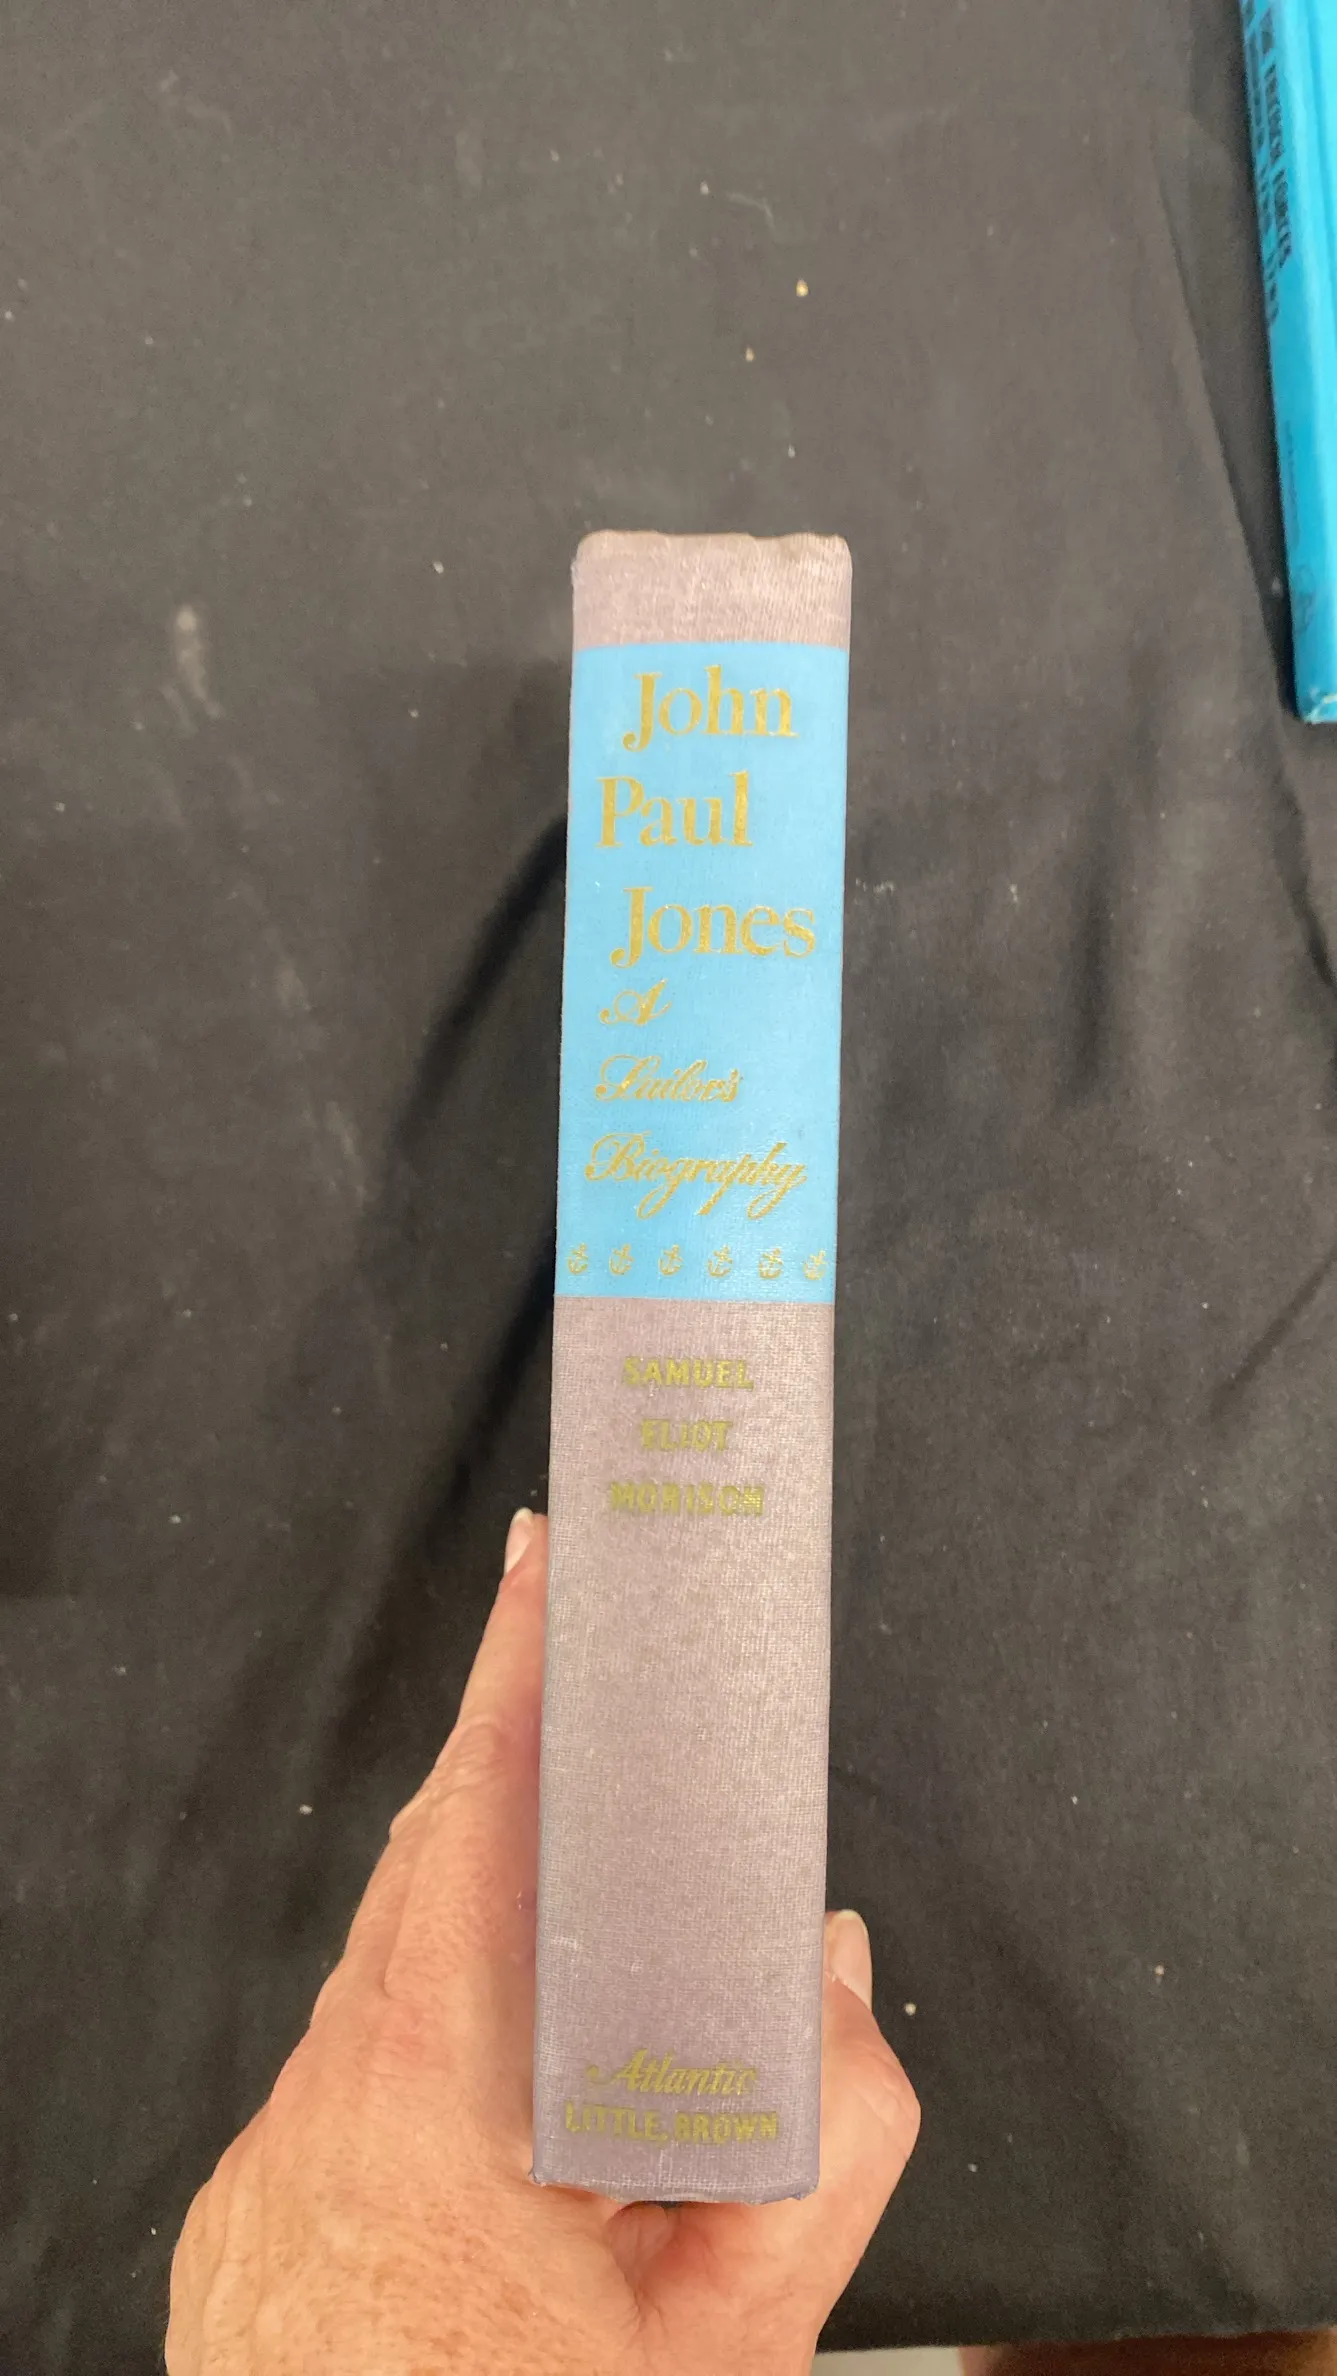 John
Paul
Jones
A
Sailor's
Biography
SAMUEL
ELIOT
MORISON
Atlantic
LITTLE, BROWN